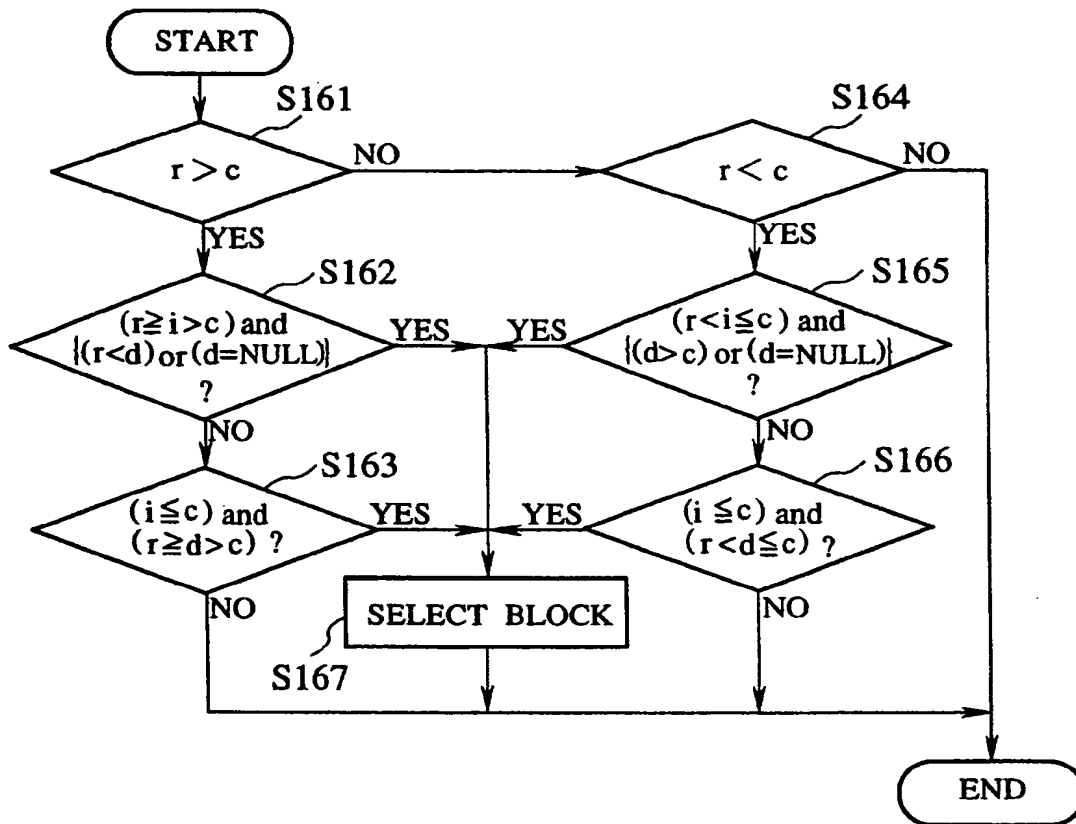 START
S161
r > c
NO
YES
S164
r < c
NO
YES
S162
(r≧i>c) and
{(r<d) or (d=NULL)}
?
YES
NO
S165
(r<i≦c) and
{(d>c) or (d=NULL)}
?
YES
NO
S163
(i≦c) and
(r≧d>c) ?
YES
NO
S166
(i≦c) and
(r<d≦c) ?
YES
NO
SELECT BLOCK
S167
END